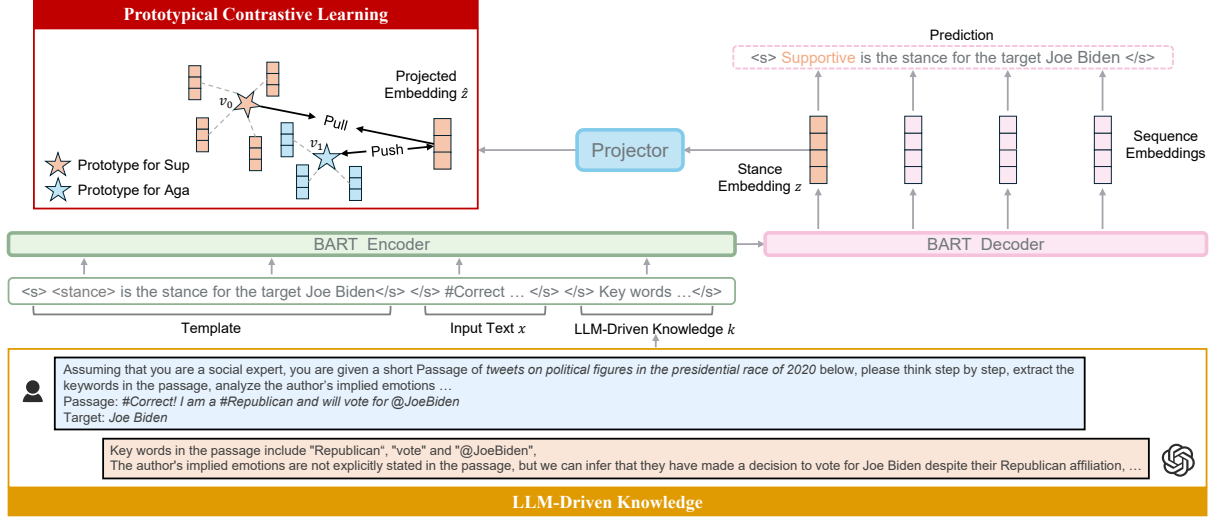 Prototypical Contrastive Learning
Projected
Embedding ẑ
v0
Pull
v1
Push
Prototype for Sup
Prototype for Aga
Projector
Prediction
<s> Supportive is the stance for the target Joe Biden </s>
Stance
Embedding z
Sequence
Embeddings
BART Encoder
BART Decoder
<s> <stance> is the stance for the target Joe Biden</s> </s> #Correct … </s> </s> Key words …</s>
Template
Input Text x
LLM-Driven Knowledge k
Assuming that you are a social expert, you are given a short Passage of tweets on political figures in the presidential race of 2020 below, please think step by step, extract the
keywords in the passage, analyze the author's implied emotions …
Passage: #Correct! I am a #Republican and will vote for @JoeBiden
Target: Joe Biden
Key words in the passage include "Republican“, "vote" and "@JoeBiden",
The author's implied emotions are not explicitly stated in the passage, but we can infer that they have made a decision to vote for Joe Biden despite their Republican affiliation, …
LLM-Driven Knowledge